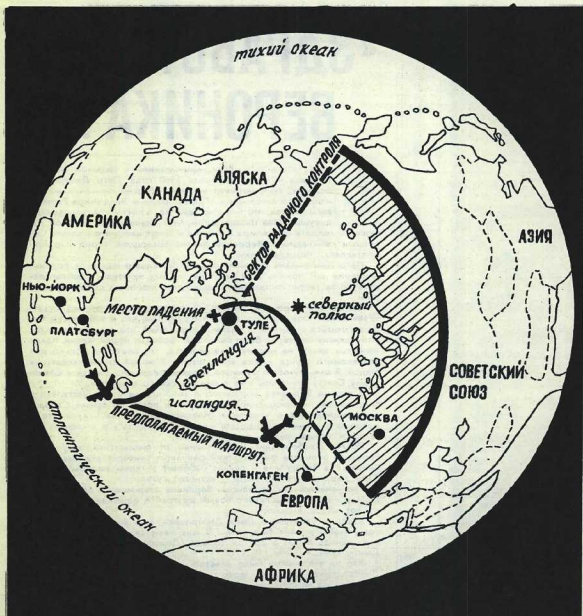 тихий океан
АЛЯСКА
КАНАДА
АМЕРИКА
СЕКТОР РАДАРНОГО КОНТРОЛЯ
АЗИЯ
НЬЮ-ЙОРК
ПЛАТСБУРГ
МЕСТО ПАДЕНИЯ
ТУЛЕ
северный
полюс
гренландия
исландия
СОВЕТСКИЙ
СОЮЗ
МОСКВА
ПРЕДПОЛАГАЕМЫЙ МАРШРУТ
КОПЕНГАГЕН
ЕВРОПА
атлантический океан
АФРИКА